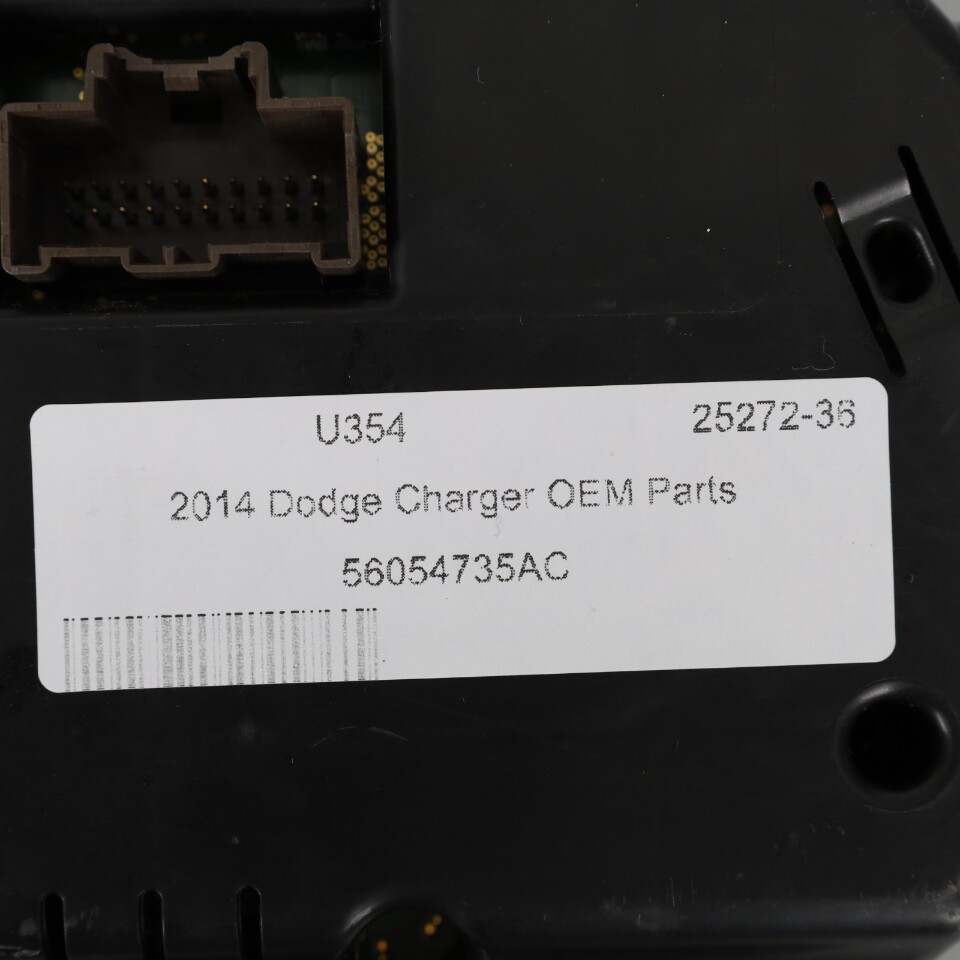 U354 25272-36
2014 Dodge Charger OEM Parts
56054735AC